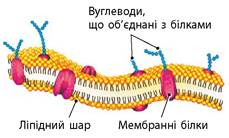 Вуглеводи,
що об’єднані з білками
Ліпідний шар
Мембранні білки